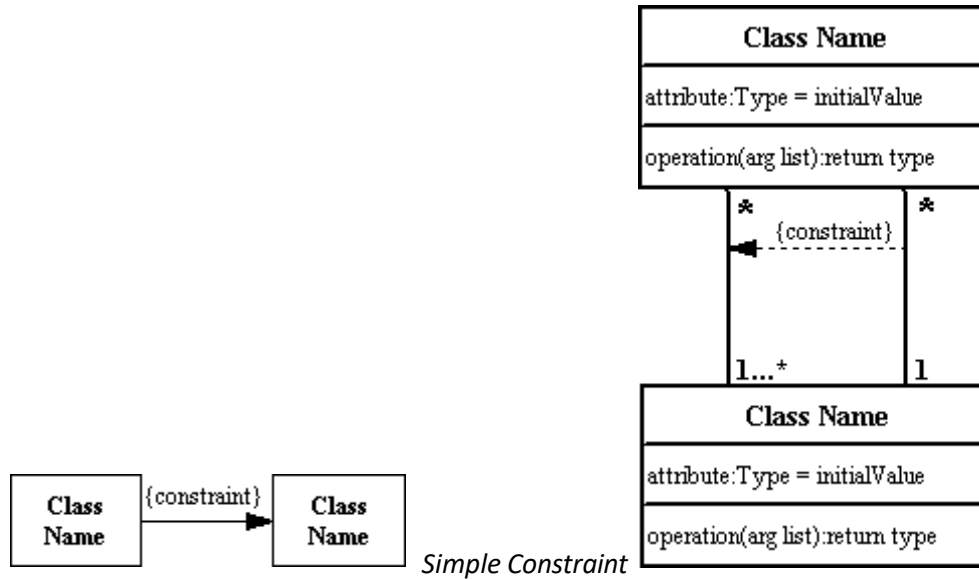 Class Name
attribute:Type = initialValue
operation(arg list):return type
* *
{constraint}
1...* 1
Class Name
attribute:Type = initialValue
operation(arg list):return type
Class
Name
{constraint}
Class
Name
Simple Constraint